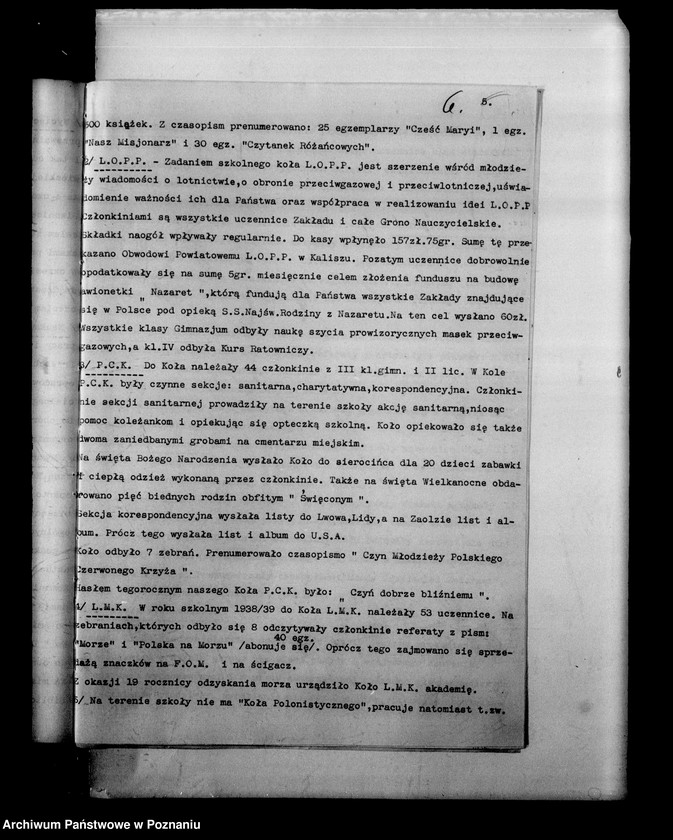 6. 5.
500 książek. Z czasopism prenumerowano: 25 egzemplarzy "Cześć Maryi", 1 egz.
"Nasz Misjonarz" i 30 egz. "Czytanek Różańcowych".
2/ L.O.P.P. - Zadaniem szkolnego koła L.O.P.P. jest szerzenie wśród młodzie-
ży wiadomości o lotnictwie,o obronie przeciwgazowej i przeciwlotniczej,uświa-
domienie ważności ich dla Państwa oraz współpraca w realizowaniu idei L.O.P.P
Członkiniami są wszystkie uczennice Zakładu i całe Grono Nauczycielskie.
Składki naogół wpływały regularnie. Do kasy wpłynęło 157zł.75gr. Sumę tę prze-
kazano Obwodowi Powiatowemu L.O.P.P. w Kaliszu. Pozatym uczennice dobrowolnie
opodatkowały się na sumę 5gr. miesięcznie celem złożenia funduszu na budowę
awionetki „ Nazaret ",którą fundują dla Państwa wszystkie Zakłady znajdujące
się w Polsce pod opieką S.S.Najśw.Rodziny z Nazaretu.Na ten cel wysłano 60zł.
Wszystkie klasy Gimnazjum odbyły naukę szycia prowizorycznych masek przeciw-
gazowych,a kl.IV odbyła Kurs Ratowniczy.
3/ P.C.K. Do Koła należały 44 członkinie z III kl.gimn. i II lic. W Kole
P.C.K. były czynne sekcje: sanitarna,charytatywna,korespondencyjna. Członki-
nie sekcji sanitarnej prowadziły na terenie szkoły akcję sanitarną,niosąc
pomoc koleżankom i opiekując się opteczką szkolną. Koło opiekowało się także
dwoma zaniedbanymi grobami na cmentarzu miejskim.
Na święta Bożego Narodzenia wysłało Koło do sierocińca dla 20 dzieci zabawki
i ciepłą odzież wykonaną przez członkinie. Także na święta Wielkanocne obda-
rowano pięć biednych rodzin obfitym " Święconym ".
Sekcja korespondencyjna wysłała listy do Lwowa,Lidy,a na Zaolzie list i al-
bum. Prócz tego wysłała list i album do U.S.A.
Koło odbyło 7 zebrań. Prenumerowało czasopismo " Czyn Młodzieży Polskiego
Czerwonego Krzyża ".
Hasłem tegorocznym naszego Koła P.C.K. było: „ Czyń dobrze bliźniemu ".
4/ L.M.K. W roku szkolnym 1938/39 do Koła L.M.K. należały 53 uczennice. Na
zebraniach,których odbyło się 8 odczytywały członkinie referaty z pism:
40 egz.
"Morze" i "Polska na Morzu" /abonuje się/. Oprócz tego zajmowano się sprze-
dażą znaczków na F.O.M. i na ścigacz.
Z okazji 19 rocznicy odzyskania morza urządziło Koło L.M.K. akademię.
5/ Na terenie szkoły nie ma "Koła Polonistycznego",pracuje natomiast t.zw.
Archiwum Państwowe w Poznaniu